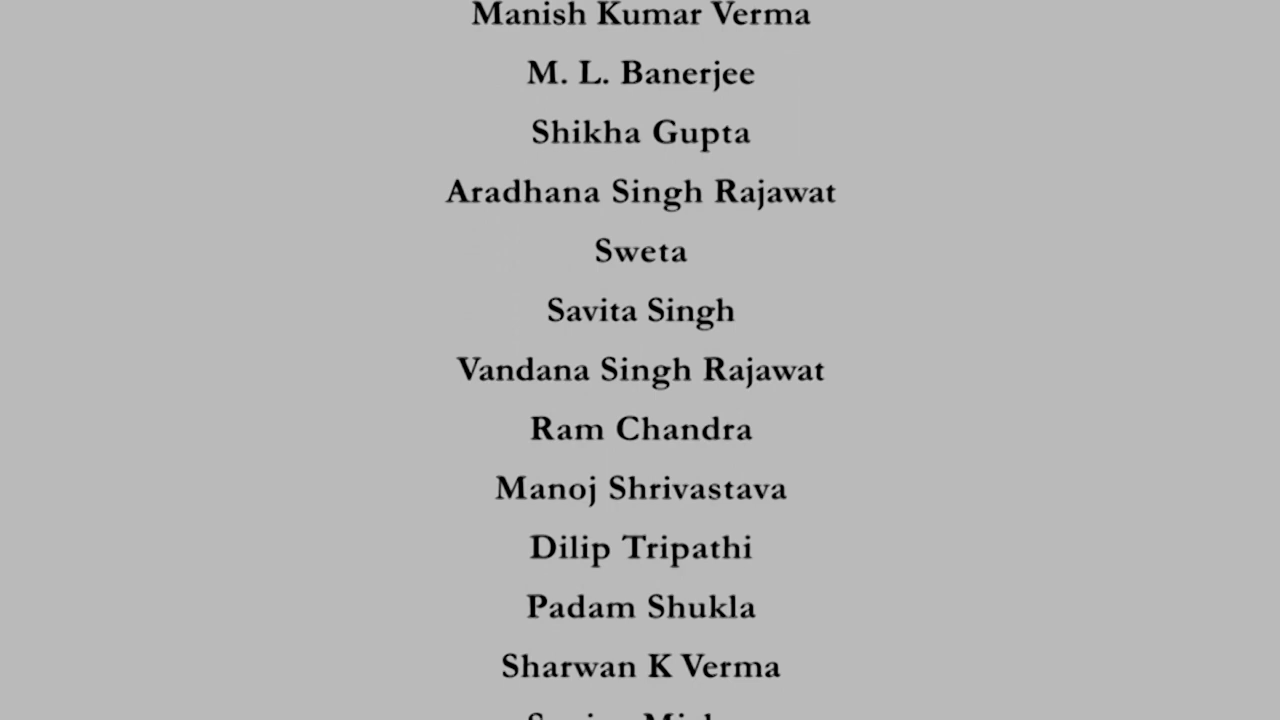 Manish Kumar Verma
M. L. Banerjee
Shikha Gupta
Aradhana Singh Rajawat
Sweta
Savita Singh
Vandana Singh Rajawat
Ram Chandra
Manoj Shrivastava
Dilip Tripathi
Padam Shukla
Sharwan K Verma